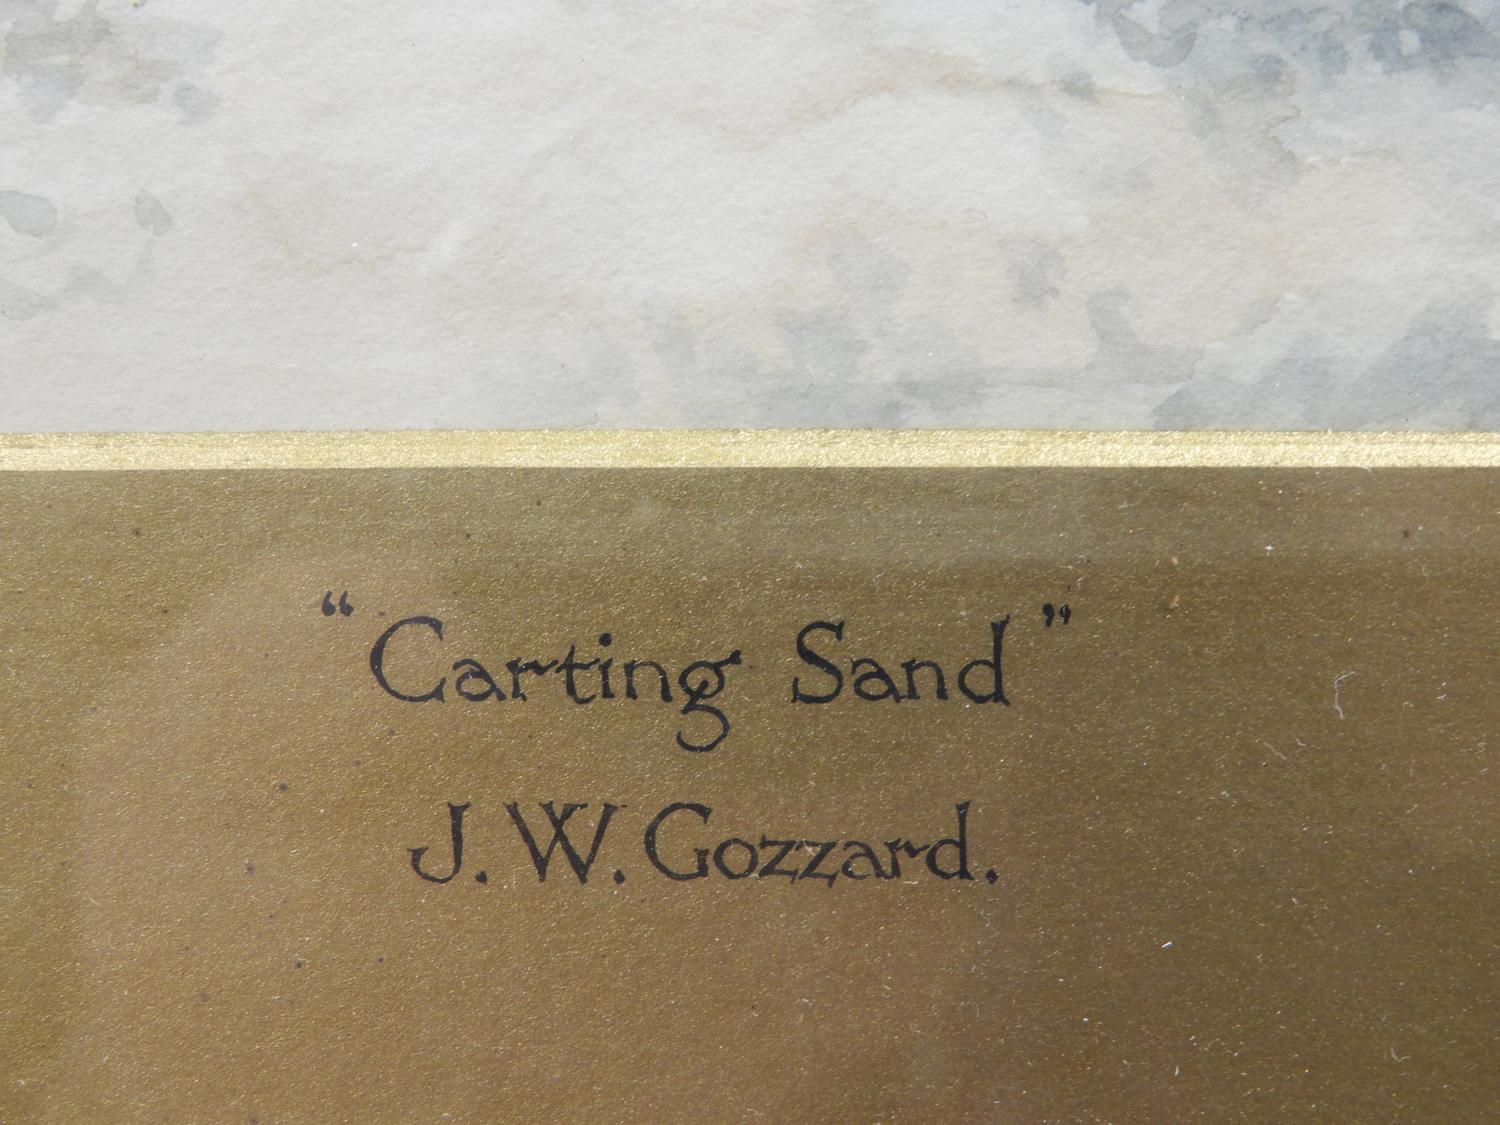 “Carting Sand”
J. W. Gozzard.